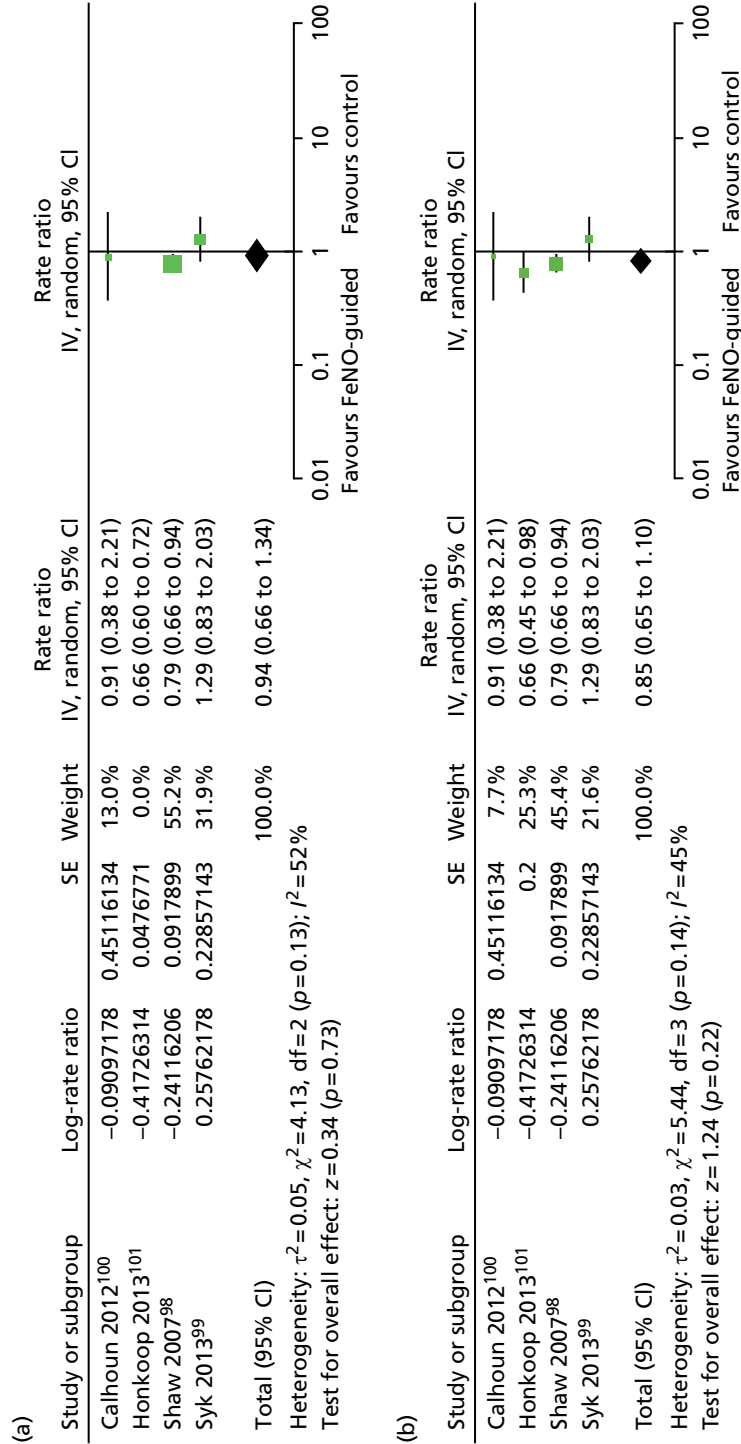 (a)
Rate ratio Rate ratio
Study or subgroup Log-rate ratio SE Weight IV, random, 95% CI IV, random, 95% CI
Calhoun 2012100 −0.09097178 0.45116134 13.0% 0.91 (0.38 to 2.21)
Honkoop 2013101 −0.41726314 0.0476771 0.0% 0.66 (0.60 to 0.72)
Shaw 200798 −0.24116206 0.0917899 55.2% 0.79 (0.66 to 0.94)
Syk 201399 0.25762178 0.22857143 31.9% 1.29 (0.83 to 2.03)
Total (95% CI) 100.0% 0.94 (0.66 to 1.34)
Heterogeneity: τ2=0.05, χ2=4.13, df=2 (p=0.13); I2=52%
Test for overall effect: z=0.34 (p=0.73)
0.01 0.1 1 10 100
Favours FeNO-guided Favours control
(b)
Rate ratio Rate ratio
Study or subgroup Log-rate ratio SE Weight IV, random, 95% CI IV, random, 95% CI
Calhoun 2012100 −0.09097178 0.45116134 7.7% 0.91 (0.38 to 2.21)
Honkoop 2013101 −0.41726314 0.2 25.3% 0.66 (0.45 to 0.98)
Shaw 200798 −0.24116206 0.0917899 45.4% 0.79 (0.66 to 0.94)
Syk 201399 0.25762178 0.22857143 21.6% 1.29 (0.83 to 2.03)
Total (95% CI) 100.0% 0.85 (0.65 to 1.10)
Heterogeneity: τ2=0.03, χ2=5.44, df=3 (p=0.14); I2=45%
Test for overall effect: z=1.24 (p=0.22)
0.01 0.1 1 10 100
Favours FeNO-guided Favours control